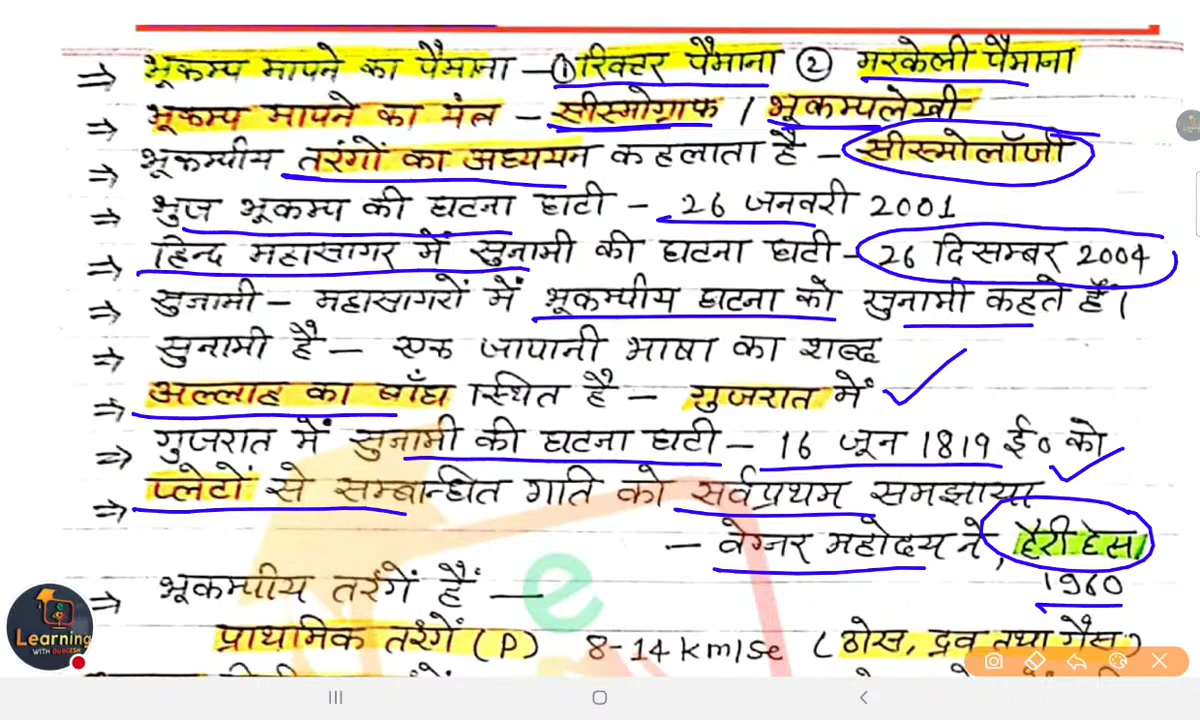 ⇒ भूकम्प मापने का पैमाना – ① रिक्टर पैमाना ② मरकेली पैमाना
⇒ भूकम्प मापने का यंत्र – सीस्मोग्राफ / भूकम्पलेखी
⇒ भूकम्पीय तरंगों का अध्ययन कहलाता है – सीस्मोलॉजी
⇒ भुज भूकम्प की घटना घटी – 26 जनवरी 2001
⇒ हिन्द महासागर में सुनामी की घटना घटी – 26 दिसम्बर 2004
⇒ सुनामी – महासागरों में भूकम्पीय घटना को सुनामी कहते हैं।
⇒ सुनामी है – एक जापानी भाषा का शब्द
⇒ अल्लाह का बाँध स्थित है – गुजरात में
⇒ गुजरात में सुनामी की घटना घटी – 16 जून 1819 ई० को
⇒ प्लेटों से सम्बन्धित गति को सर्वप्रथम समझाया
– वेग्नर महोदय ने, हैरी हेस
1960
⇒ भूकम्पीय तरंगें हैं —
प्राथमिक तरंगें (P) 8-14 Km/Se (ठोस, द्रव तथा गैस)
Learning
WITH DURGESH